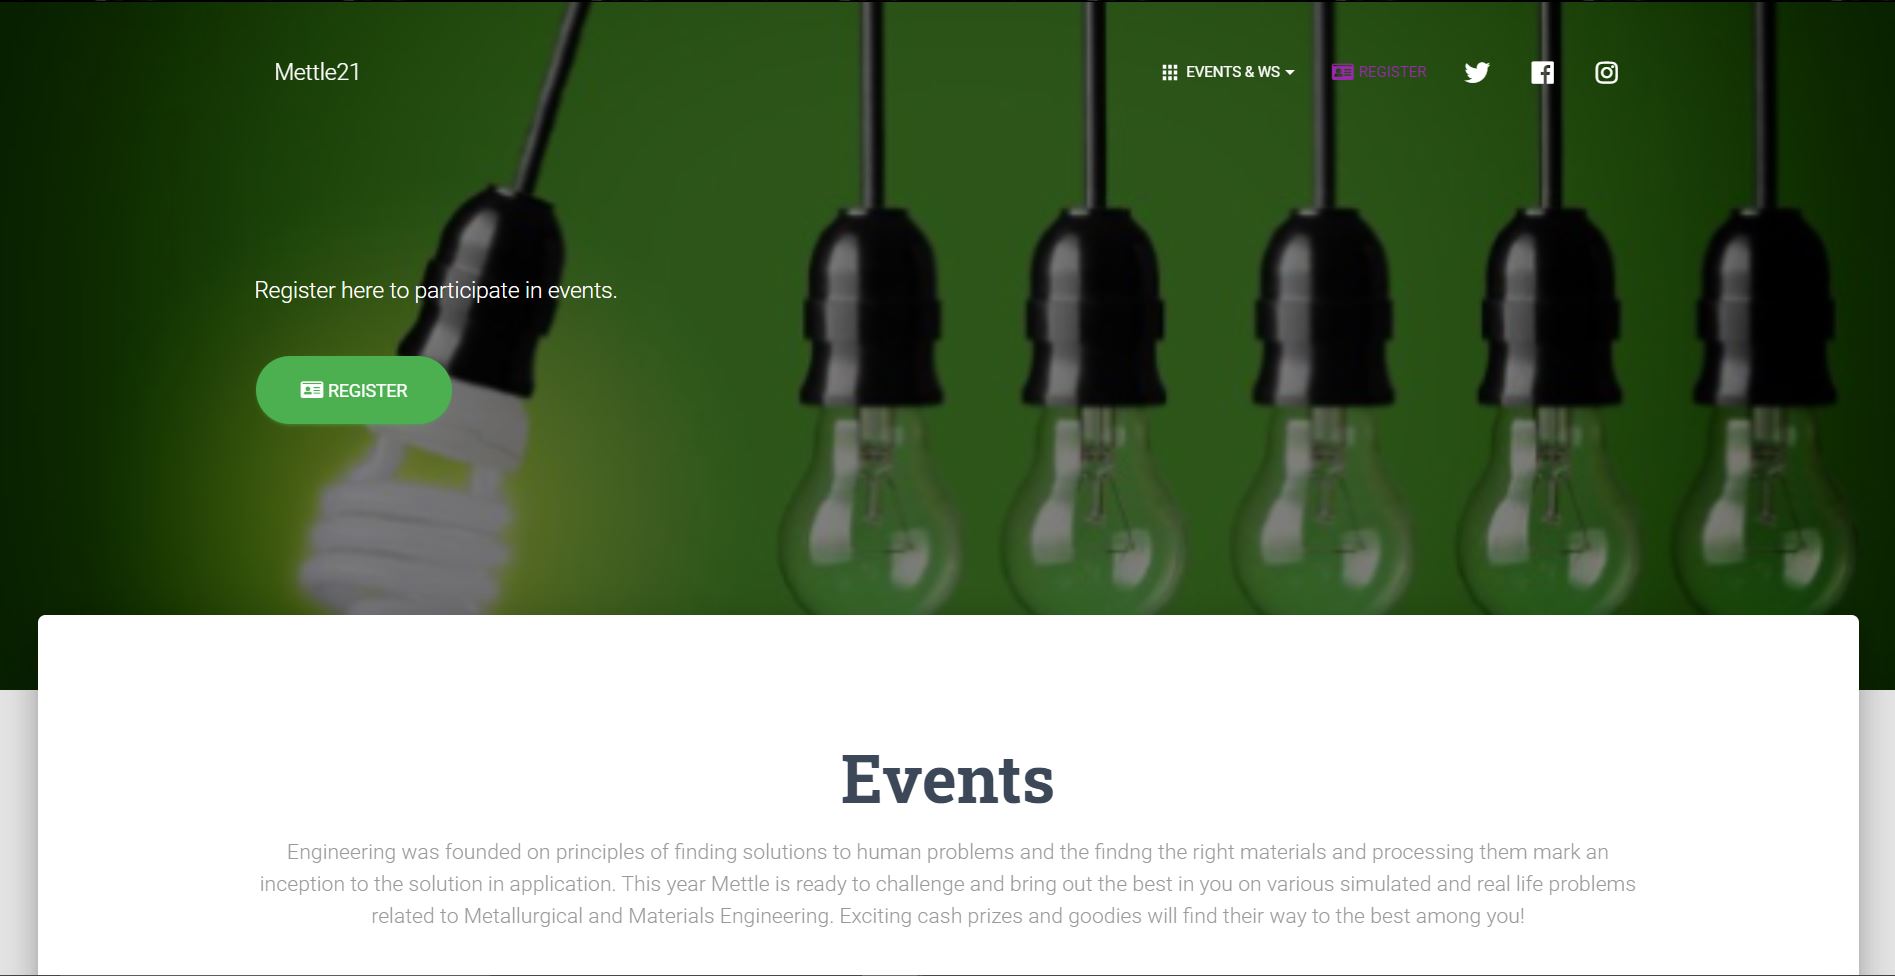 Mettle21
EVENTS & WS
REGISTER
Register here to participate in events.
REGISTER
Events
Engineering was founded on principles of finding solutions to human problems and the findng the right materials and processing them mark an
inception to the solution in application. This year Mettle is ready to challenge and bring out the best in you on various simulated and real life problems
related to Metallurgical and Materials Engineering. Exciting cash prizes and goodies will find their way to the best among you!